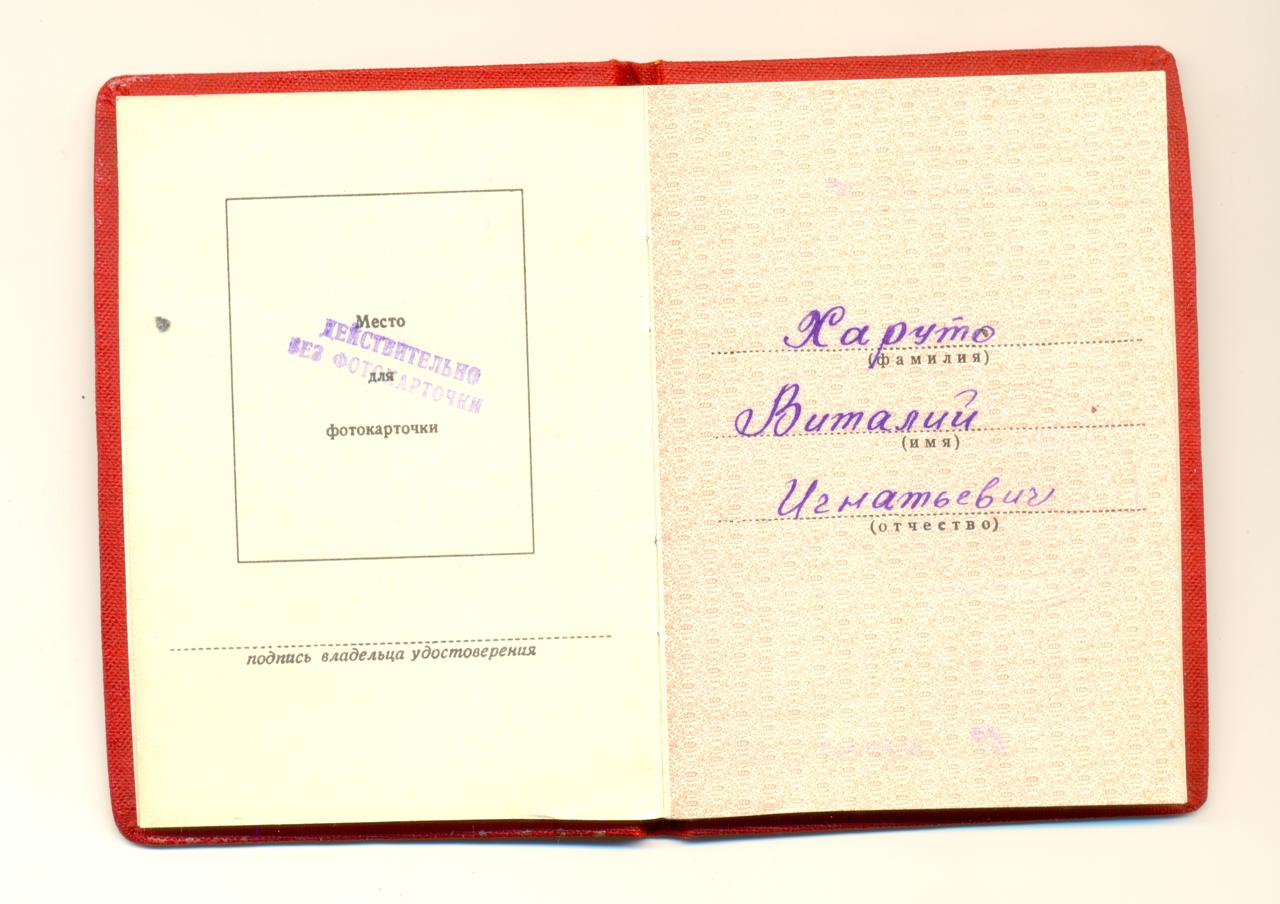 Место
ДЕЙСТВИТЕЛЬНО
БЕЗ ФОТОКАРТОЧКИ
для
фотокарточки
подпись владельца удостоверения
Харуто
(фамилия)
Виталий
(имя)
Игнатьевич
(отчество)